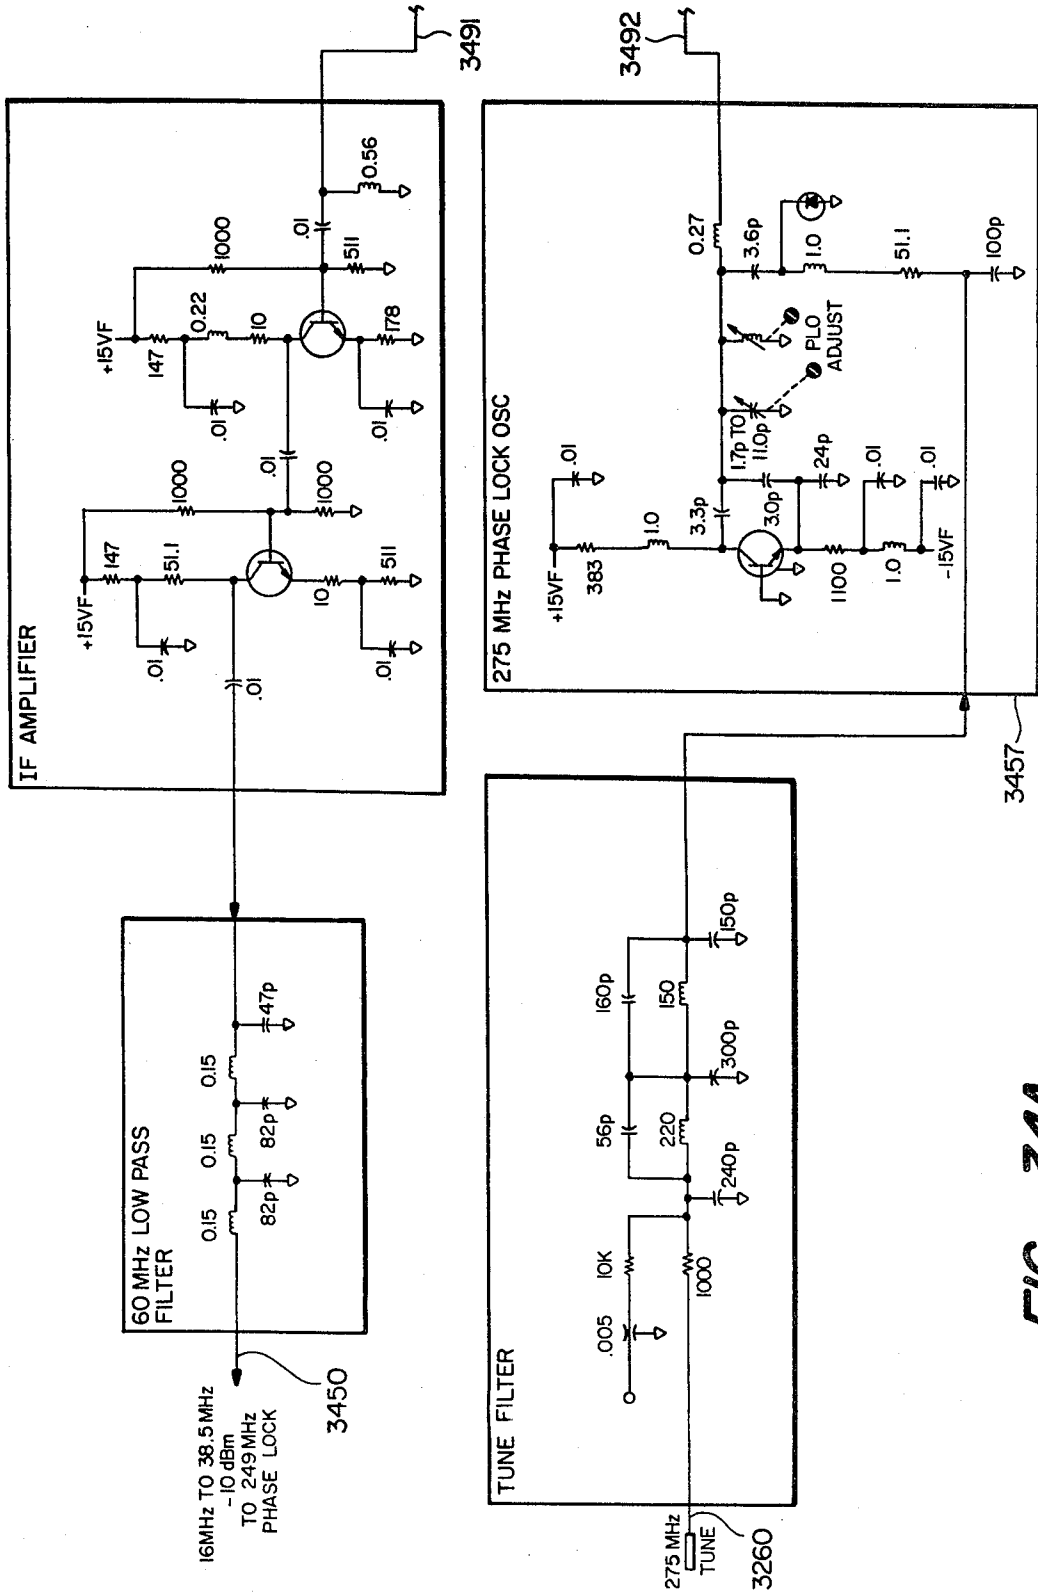 IF AMPLIFIER
+15VF
147
51.1
.01
.01
1000
1000
10
511
.01
.01
+15VF
147
0.22
10
.01
1000
.01
511
178
.01
0.56
3491
60 MHz LOW PASS
FILTER
0.15
0.15
0.15
82p
82p
47p
3450
16MHz TO 38.5MHz
-10 dBm
TO 249MHz
PHASE LOCK
275 MHz PHASE LOCK OSC
+15VF
.01
383
1.0
3.3p
3.0p
24p
1100
.01
1.0
.01
-15VF
1.7p TO
11.0p
PLO
ADJUST
0.27
3.6p
1.0
51.1
100p
3492
3457
TUNE FILTER
.005
10K
1000
56p
160p
220
150
240p
300p
150p
275 MHz
TUNE
3260